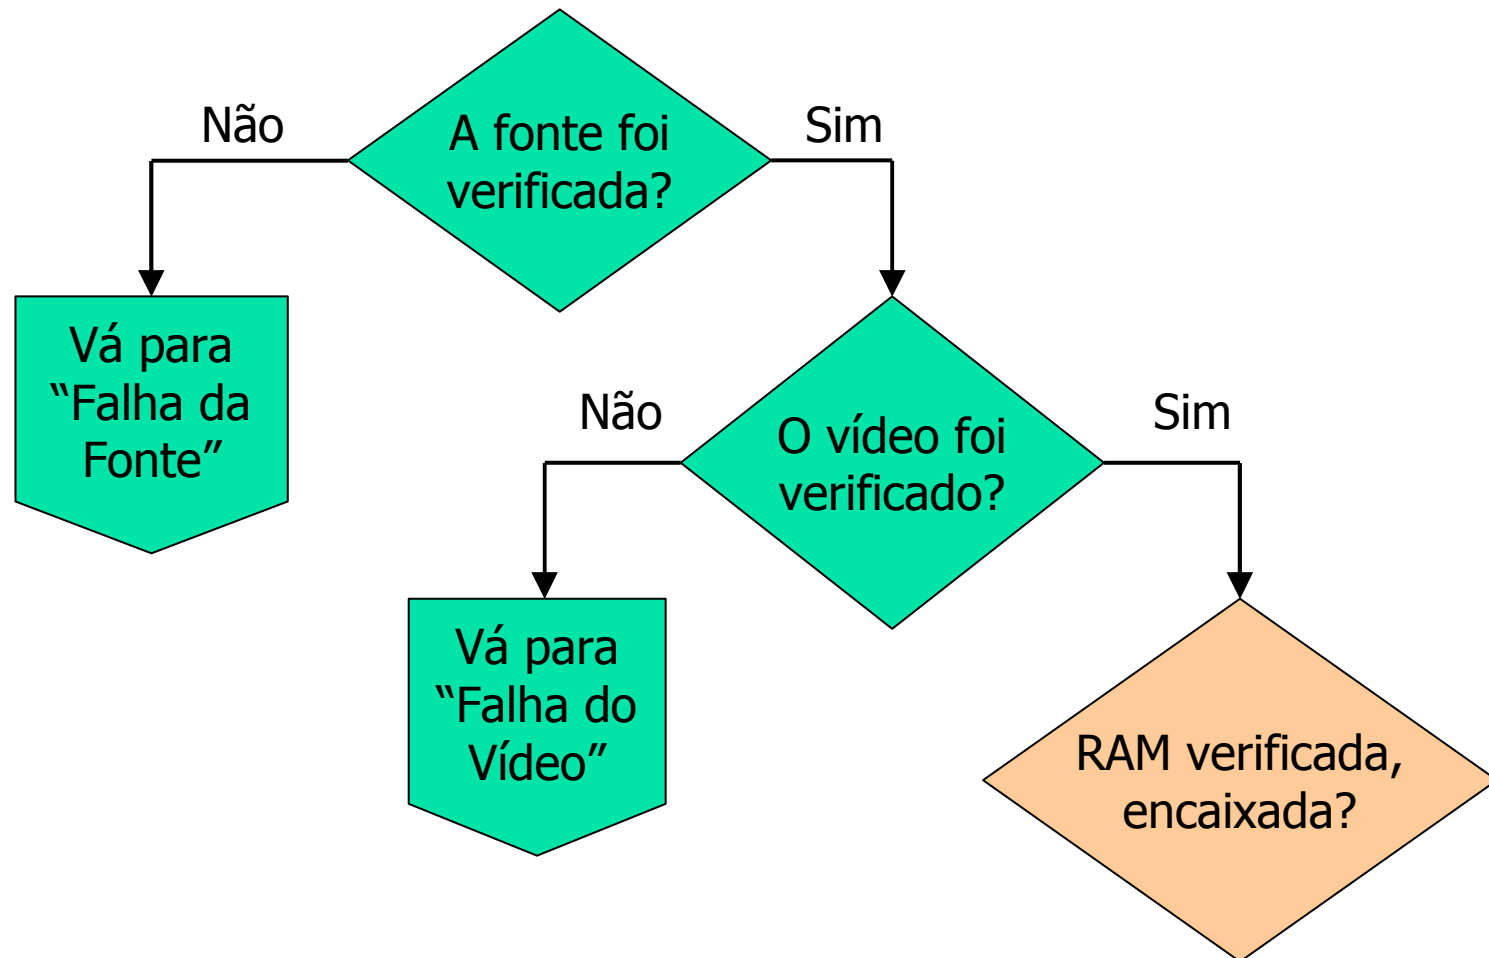 Não
A fonte foi
verificada?
Sim
Vá para
“Falha da
Fonte”
Não
O vídeo foi
verificado?
Sim
Vá para
“Falha do
Vídeo”
RAM verificada,
encaixada?